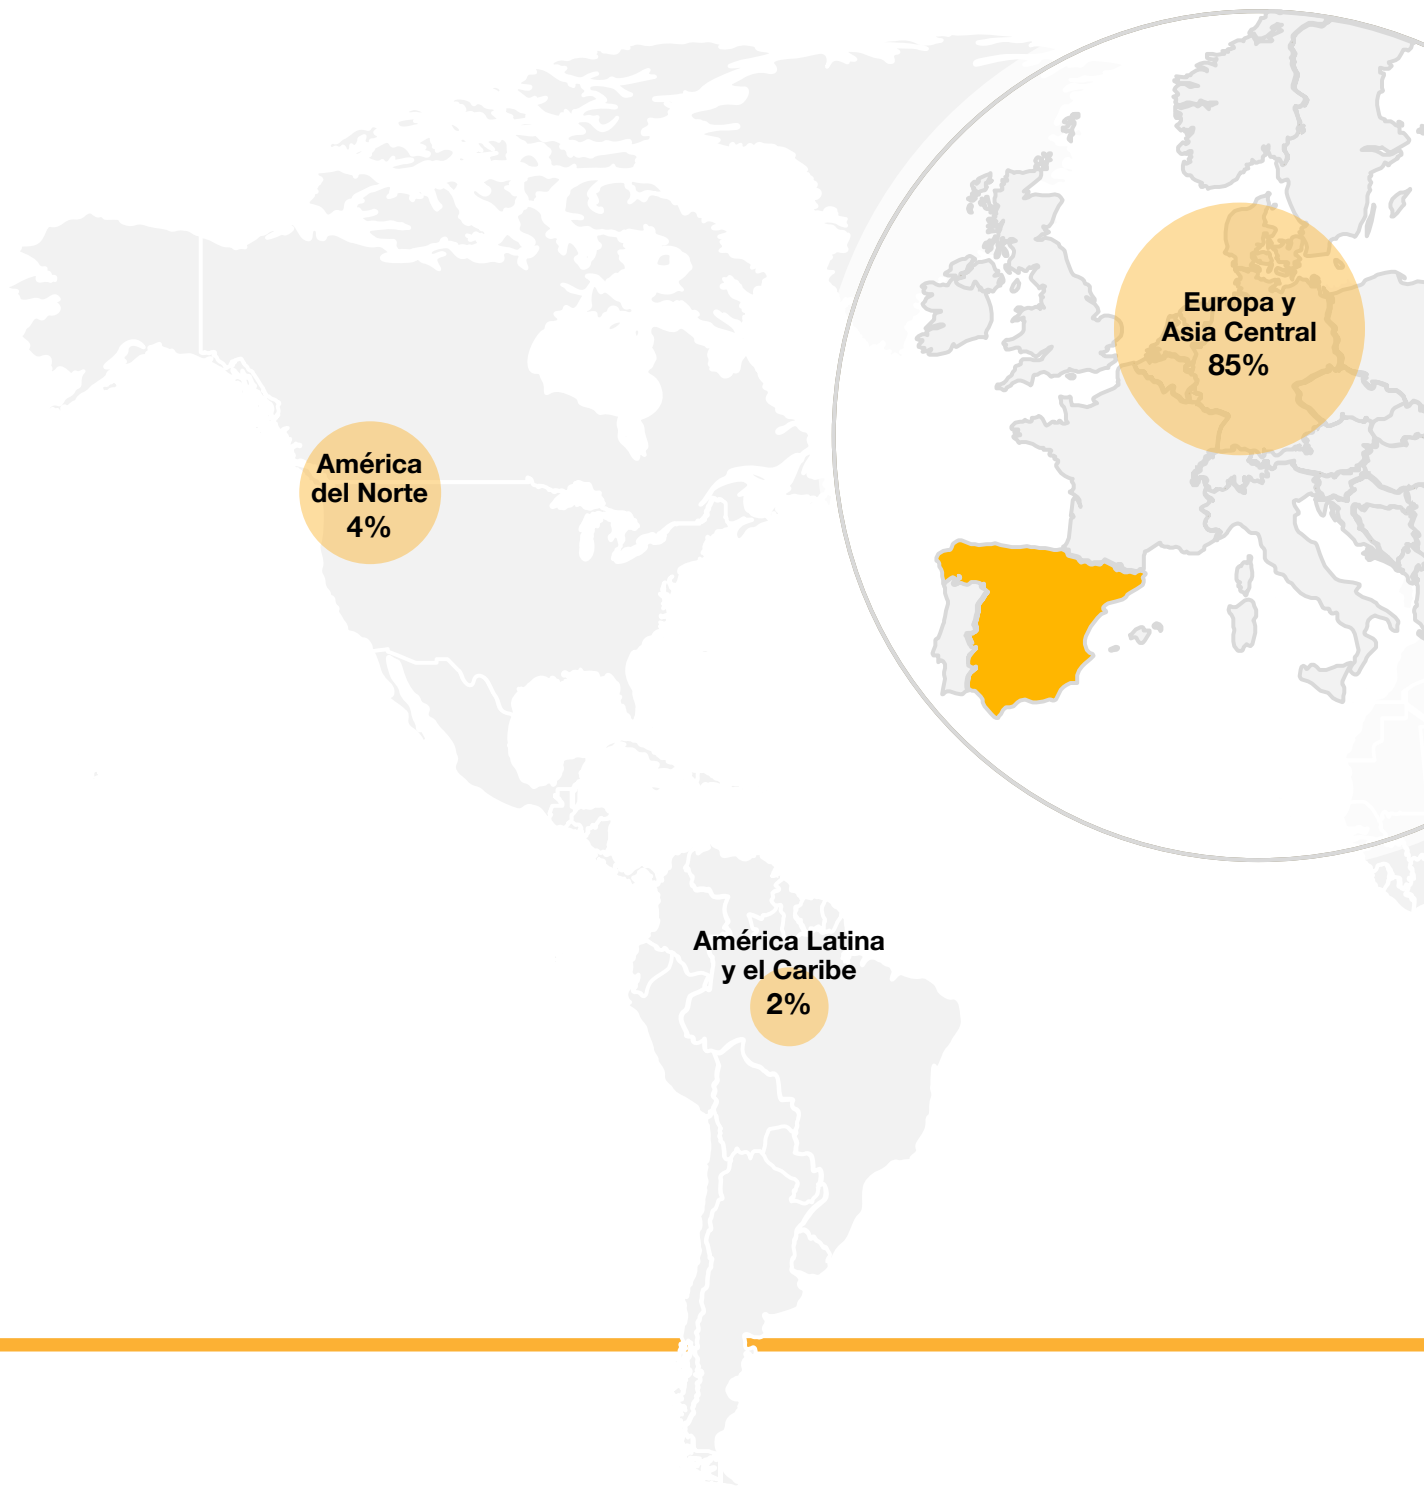 Europa y
Asia Central
85%
América
del Norte
4%
América Latina
y el Caribe
2%